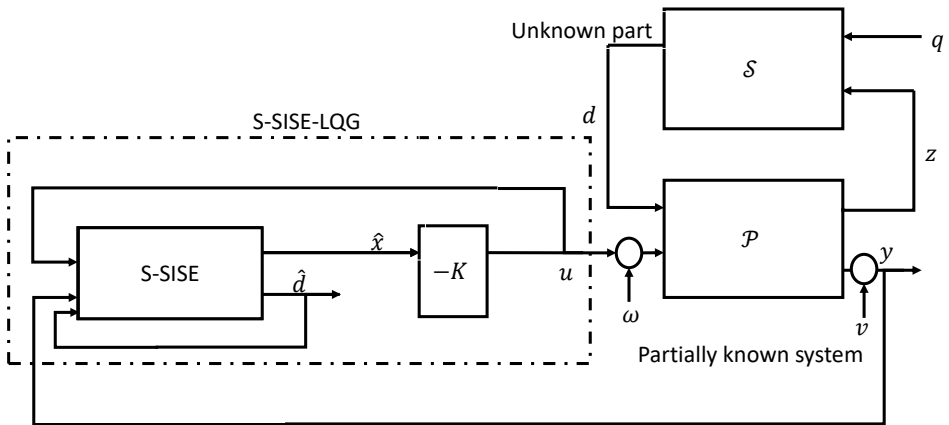 Unknown part
𝒮
q
d
z
S-SISE-LQG
𝒫
S-SISE
x̂
−K
u
d̂
ω
y
v
Partially known system